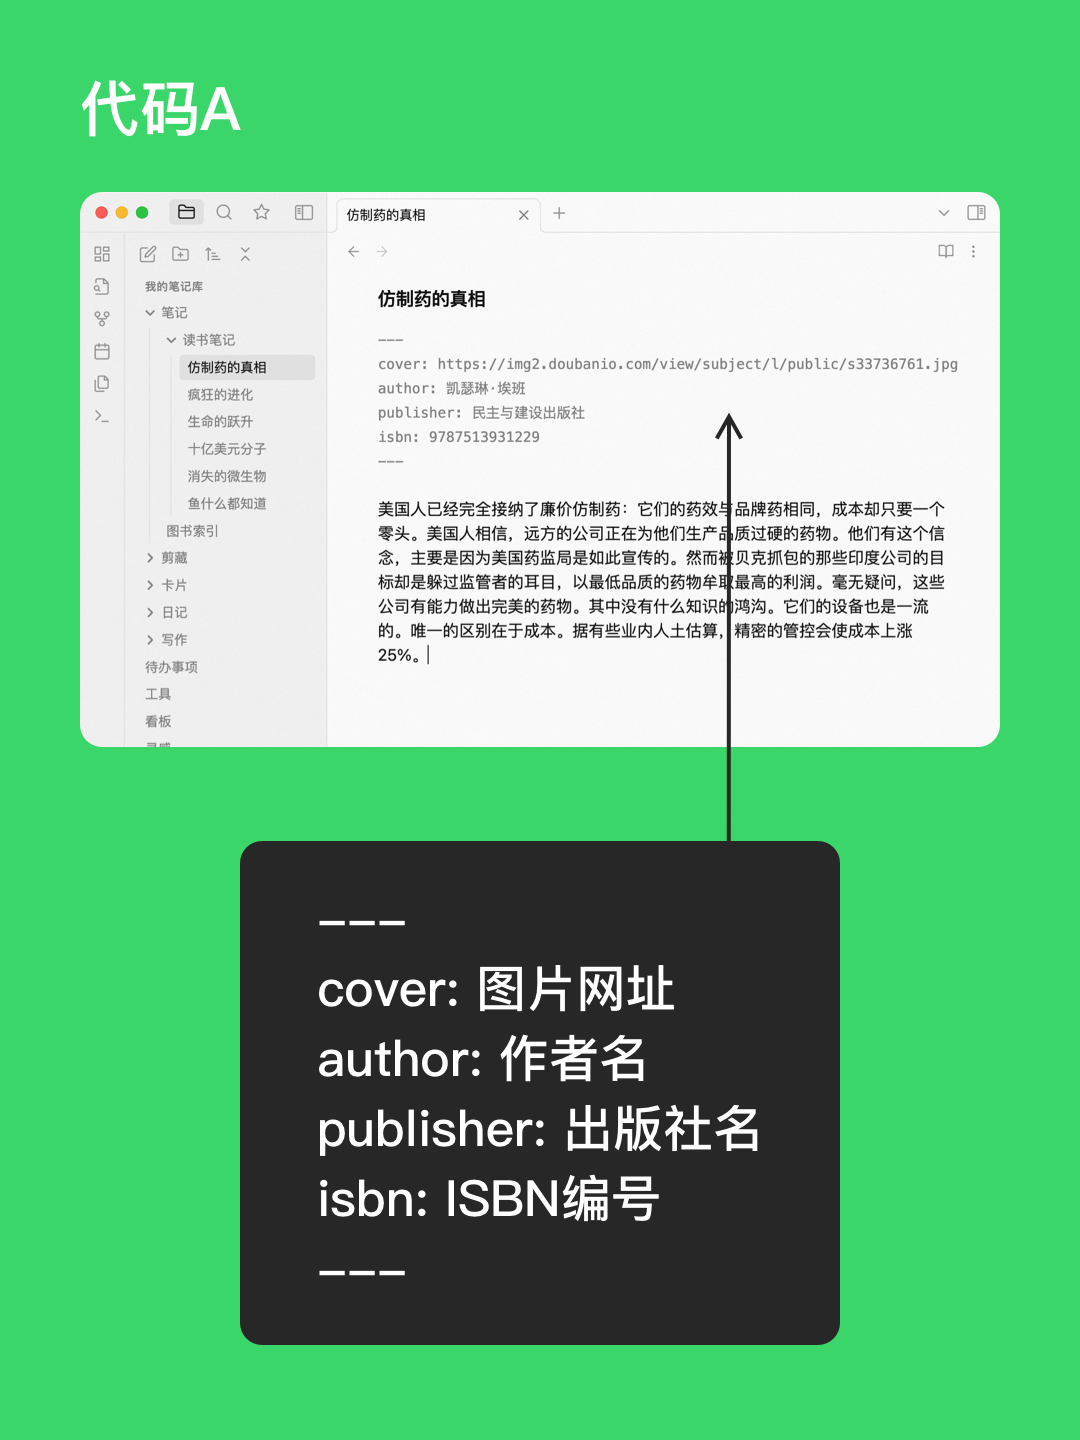 代码A
仿制药的真相
我的笔记库
笔记
读书笔记
仿制药的真相
疯狂的进化
生命的跃升
十亿美元分子
消失的微生物
鱼什么都知道
图书索引
剪藏
卡片
日记
写作
待办事项
工具
看板
仿制药的真相
---
cover: https://img2.doubanio.com/view/subject/l/public/s33736761.jpg
author: 凯瑟琳·埃班
publisher: 民主与建设出版社
isbn: 9787513931229
---
美国人已经完全接纳了廉价仿制药：它们的药效与品牌药相同，成本却只要一个
零头。美国人相信，远方的公司正在为他们生产品质过硬的药物。他们有这个信
念，主要是因为美国药监局是如此宣传的。然而被贝克抓包的那些印度公司的目
标却是躲过监管者的耳目，以最低品质的药物牟取最高的利润。毫无疑问，这些
公司有能力做出完美的药物。其中没有什么知识的鸿沟。它们的设备也是一流
的。唯一的区别在于成本。据有些业内人土估算，精密的管控会使成本上涨
25%。
---
cover: 图片网址
author: 作者名
publisher: 出版社名
isbn: ISBN编号
---